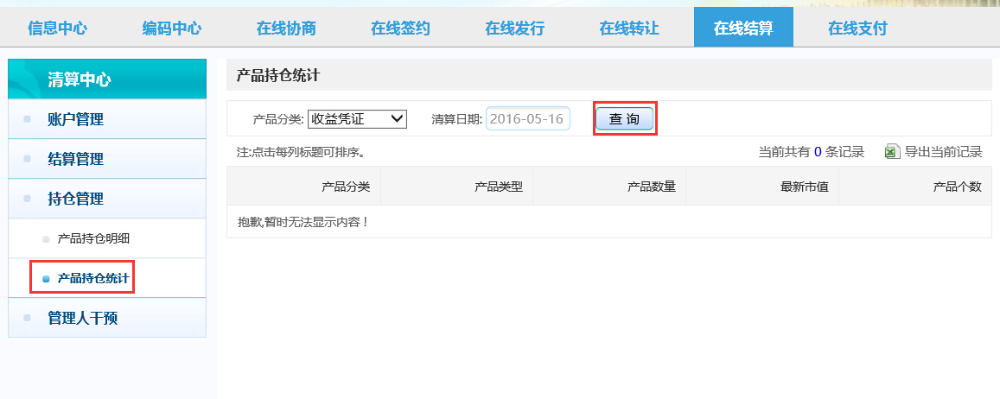 信息中心 编码中心 在线协商 在线签约 在线发行 在线转让 在线结算 在线支付
清算中心
账户管理
结算管理
持仓管理
产品持仓明细
产品持仓统计
管理人干预
产品持仓统计
产品分类: 收益凭证 清算日期: 2016-05-16 查 询
注:点击每列标题可排序。 当前共有 0 条记录 导出当前记录
产品分类 产品类型 产品数量 最新市值 产品个数
抱歉,暂时无法显示内容！